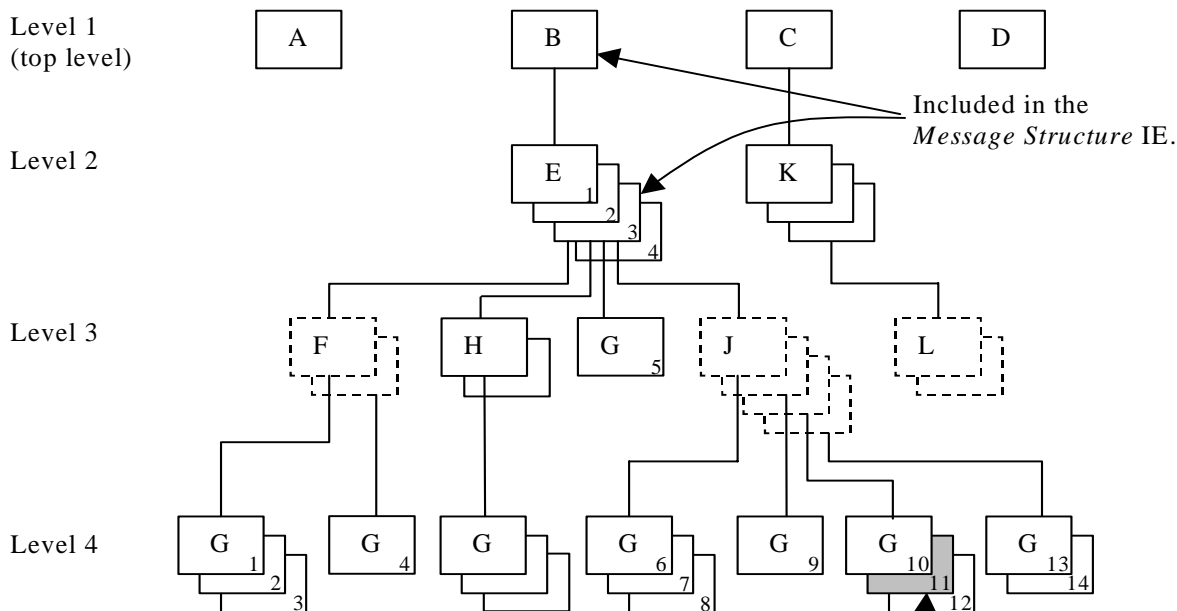 Level 1
(top level)
A
B
C
D
Included in the
Message Structure IE.
Level 2
E
1
2
3
4
K
Level 3
F
H
G
5
J
L
Level 4
G
1
2
3
G
4
G
G
6
7
8
G
9
G
10
11
12
G
13
14